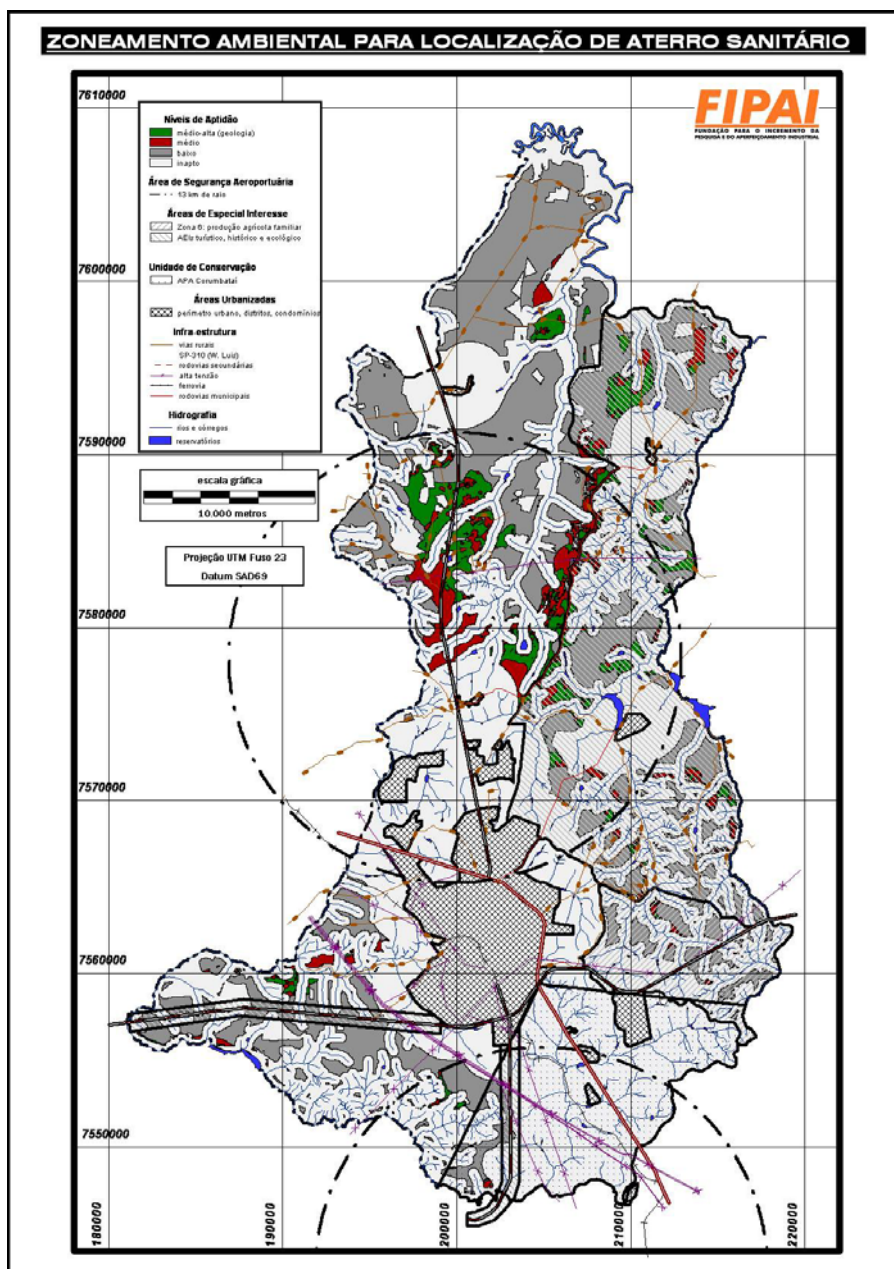 ZONEAMENTO AMBIENTAL PARA LOCALIZAÇÃO DE ATERRO SANITÁRIO
FIPAI
FUNDAÇÃO PARA O INCREMENTO DA
PESQUISA E DO APERFEIÇOAMENTO INDUSTRIAL
7610000
Níveis de Aptidão
médio-alta (geologia)
médio
baixo
inapto
Área de Segurança Aeroportuária
13 km de raio
Áreas de Especial Interesse
Zona 6: produção agrícola familiar
AEIs turístico, histórico e ecológico
Unidade de Conservação
APA Corumbataí
Áreas Urbanizadas
perímetro urbano, distritos, condomínios
Infra-estrutura
vias rurais
SP-310 (W. Luiz)
rodovias secundárias
alta tensão
ferrovia
rodovias municipais
Hidrografia
rios e córregos
reservatórios
7600000
7590000
escala gráfica
10.000 metros
Projeção UTM Fuso 23
Datum SAD69
7580000
7570000
7560000
7550000
180000
190000
200000
210000
220000